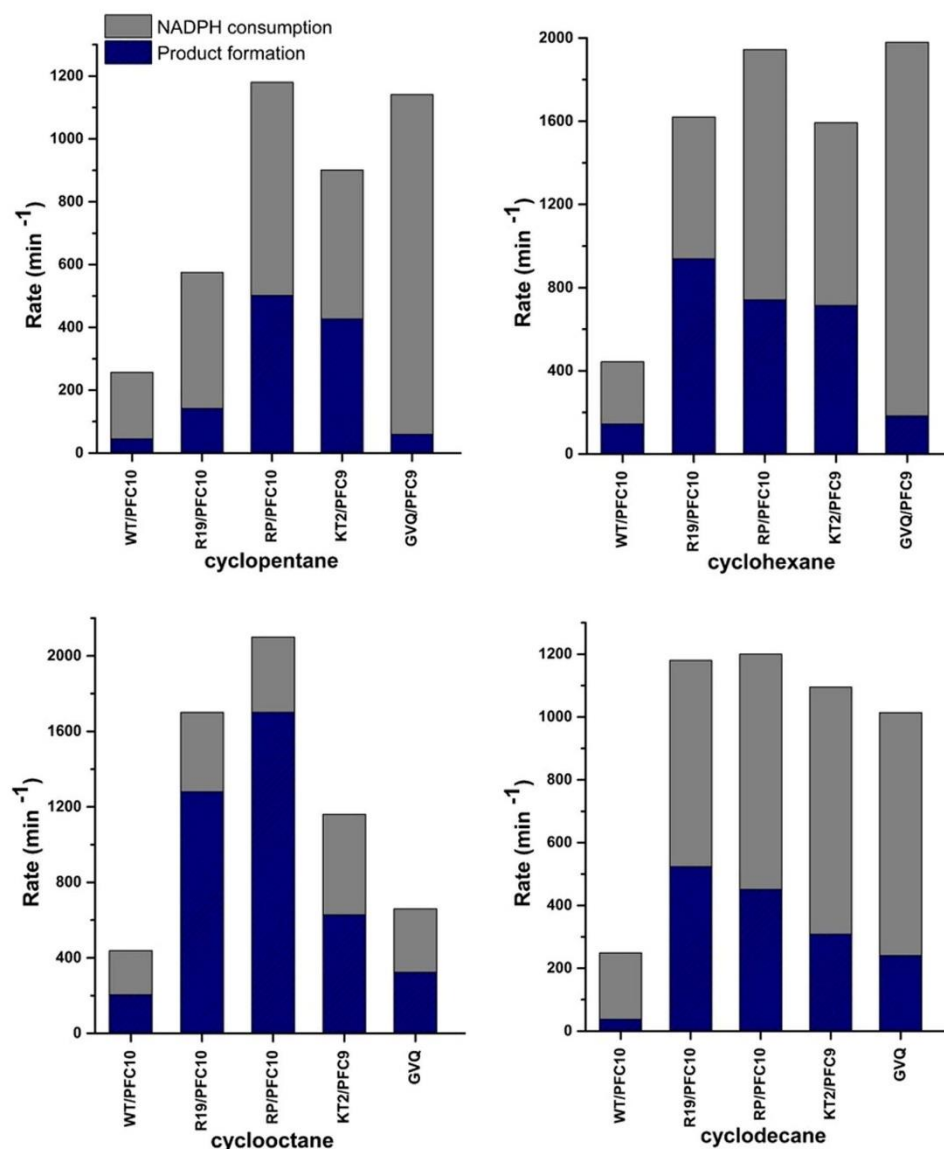 NADPH consumption
Product formation
1200
1000
800
600
400
200
0
Rate (min -1)
WT/PFC10
R19/PFC10
RP/PFC10
KT2/PFC9
GVQ/PFC9
cyclopentane
2000
1600
1200
800
400
0
Rate (min -1)
WT/PFC10
R19/PFC10
RP/PFC10
KT2/PFC9
GVQ/PFC9
cyclohexane
2000
1600
1200
800
400
0
Rate (min -1)
WT/PFC10
R19/PFC10
RP/PFC10
KT2/PFC9
GVQ
cyclooctane
1200
1000
800
600
400
200
0
Rate (min -1)
WT/PFC10
R19/PFC10
RP/PFC10
KT2/PFC9
GVQ
cyclodecane